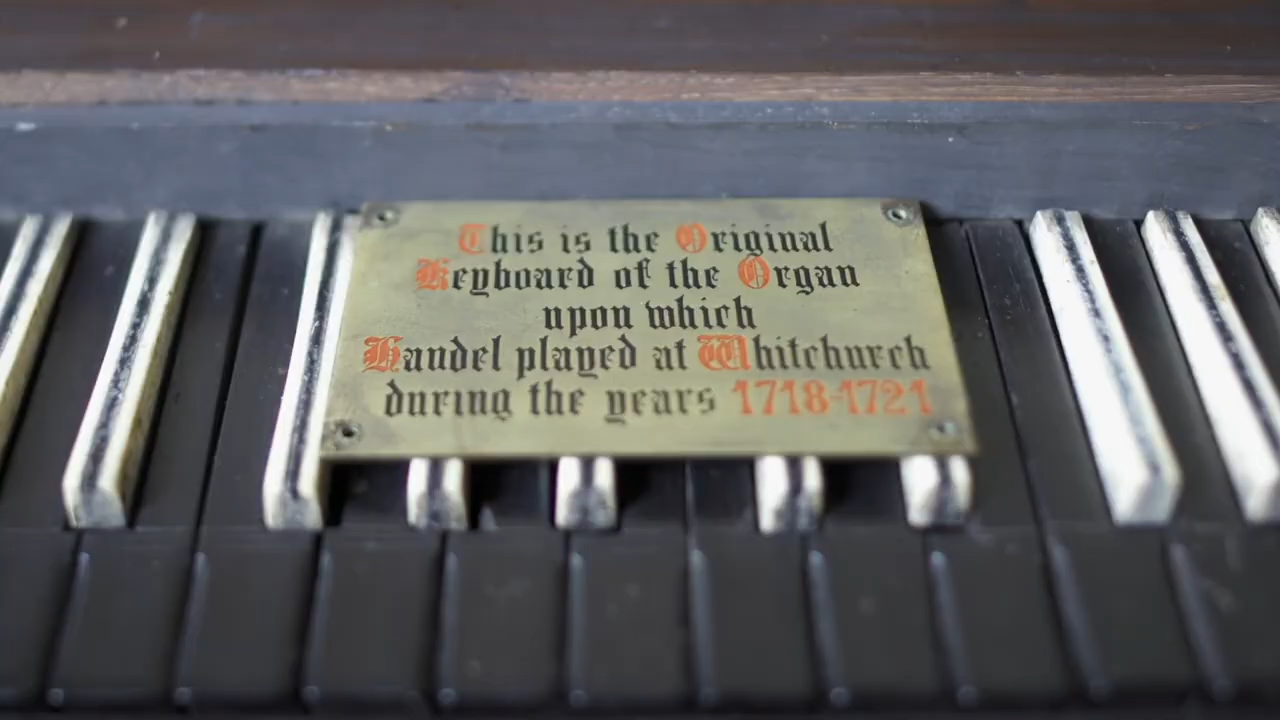 This is the Original
Keyboard of the Organ
upon which
Handel played at Whitchurch
during the years 1718-1721